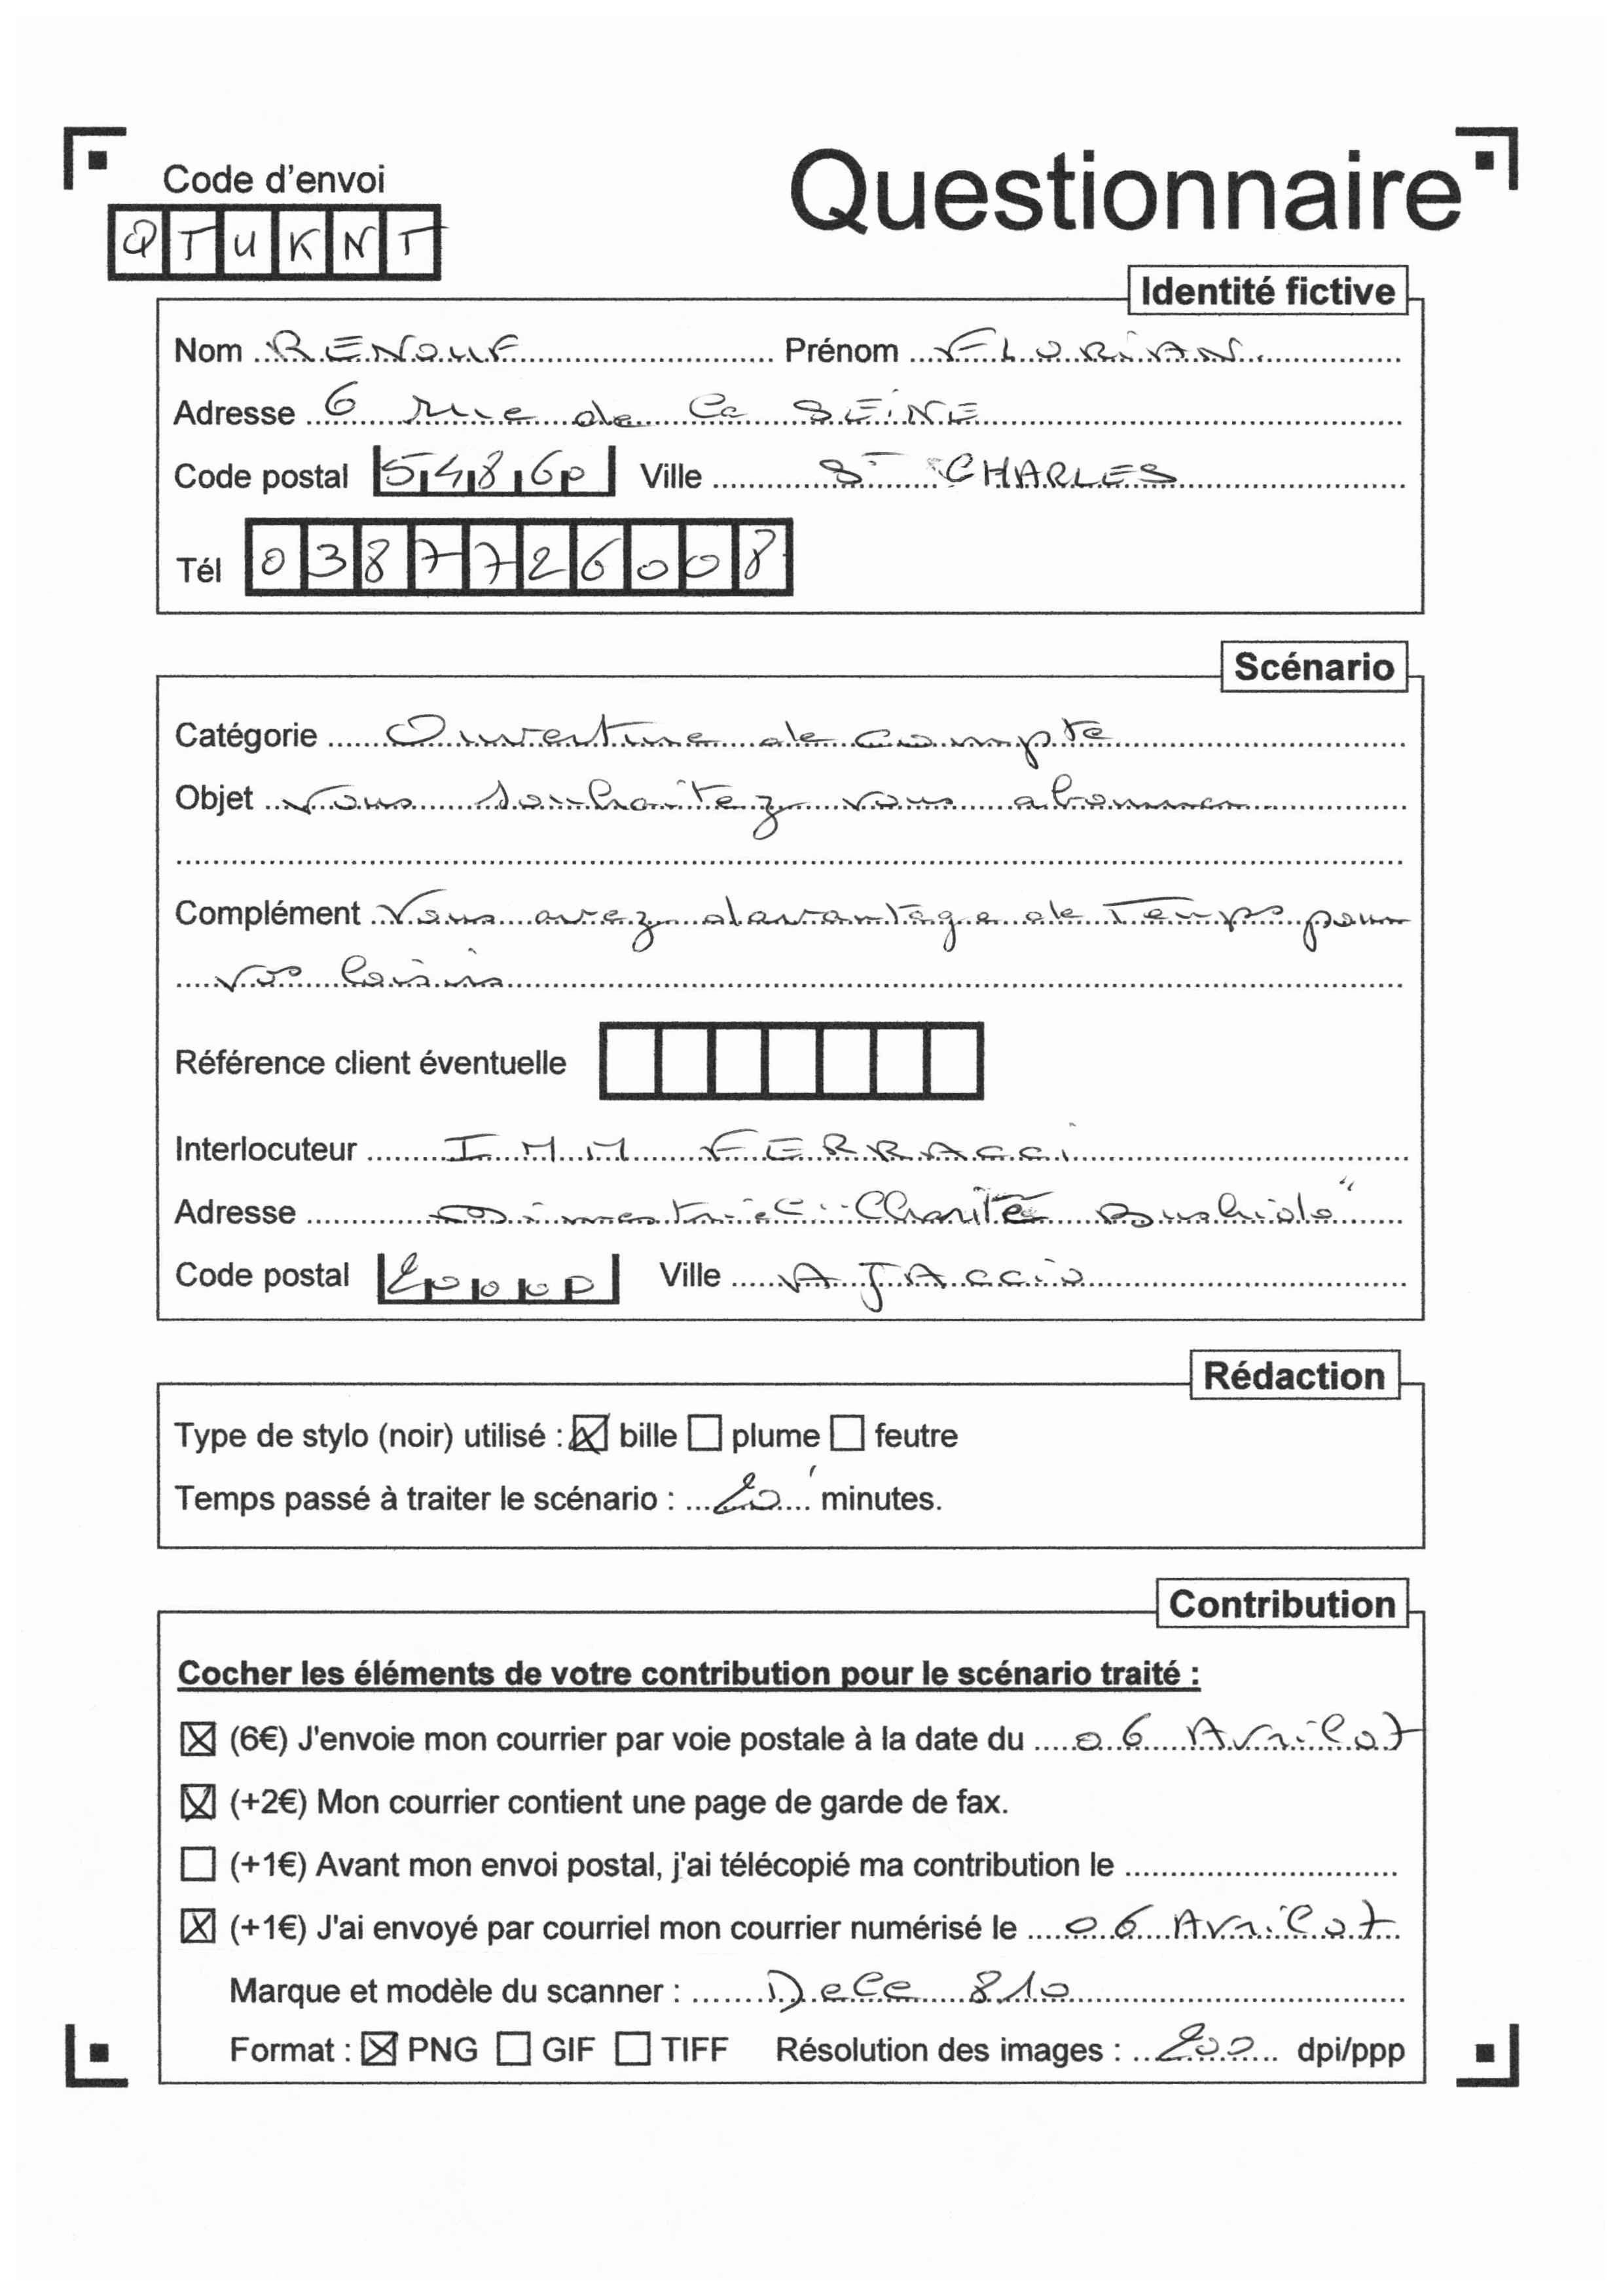 Code d'envoi
Questionnaire
QTUKNT
Identité fictive
Nom RENOUF Prénom FLORIAN
Adresse 6 rue de la SEINE
Code postal 54860 Ville St CHARLES
Tél 0387726008
Scénario
Catégorie Ouverture de compte
Objet Vous souhaitez vous abonner
Complément Vous avez davantage de Temps pour
vos loisirs
Référence client éventuelle
Interlocuteur IMM FERRACCI
Adresse "Charité
Code postal 20000 Ville AJAccio
Rédaction
Type de stylo (noir) utilisé : bille plume feutre
Temps passé à traiter le scénario : 20' minutes.
Contribution
Cocher les éléments de votre contribution pour le scénario traité :
(6€) J'envoie mon courrier par voie postale à la date du 06 Avril 07
(+2€) Mon courrier contient une page de garde de fax.
(+1€) Avant mon envoi postal, j'ai télécopié ma contribution le
(+1€) J'ai envoyé par courriel mon courrier numérisé le 06 Avril 07
Marque et modèle du scanner : Dell 810
Format : PNG GIF TIFF Résolution des images : 200 dpi/ppp